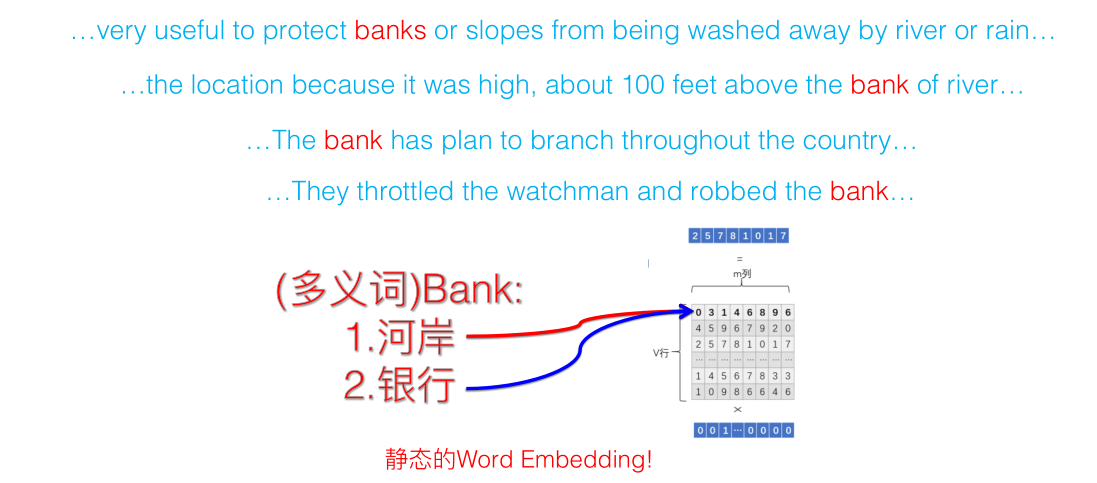 …very useful to protect banks or slopes from being washed away by river or rain…
…the location because it was high, about 100 feet above the bank of river…
…The bank has plan to branch throughout the country…
…They throttled the watchman and robbed the bank…
2 5 7 8 1 0 1 7
=
m列
(多义词)Bank:
1.河岸
2.银行
0 3 1 4 6 8 9 6
4 5 9 6 7 9 2 0
2 5 7 8 1 0 1 7
V行
... ... ... ... ... ... ... ...
1 4 5 6 7 8 3 3
1 0 9 8 6 6 4 6
×
0 0 1 ... 0 0 0 0
静态的Word Embedding!